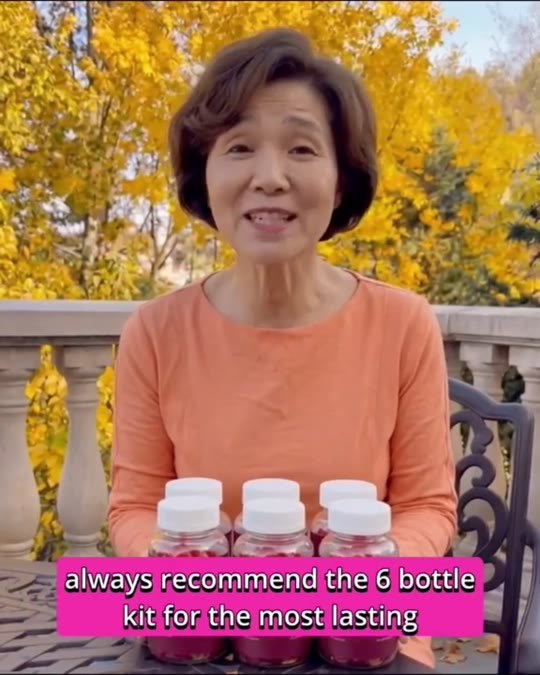 always recommend the 6 bottle
kit for the most lasting